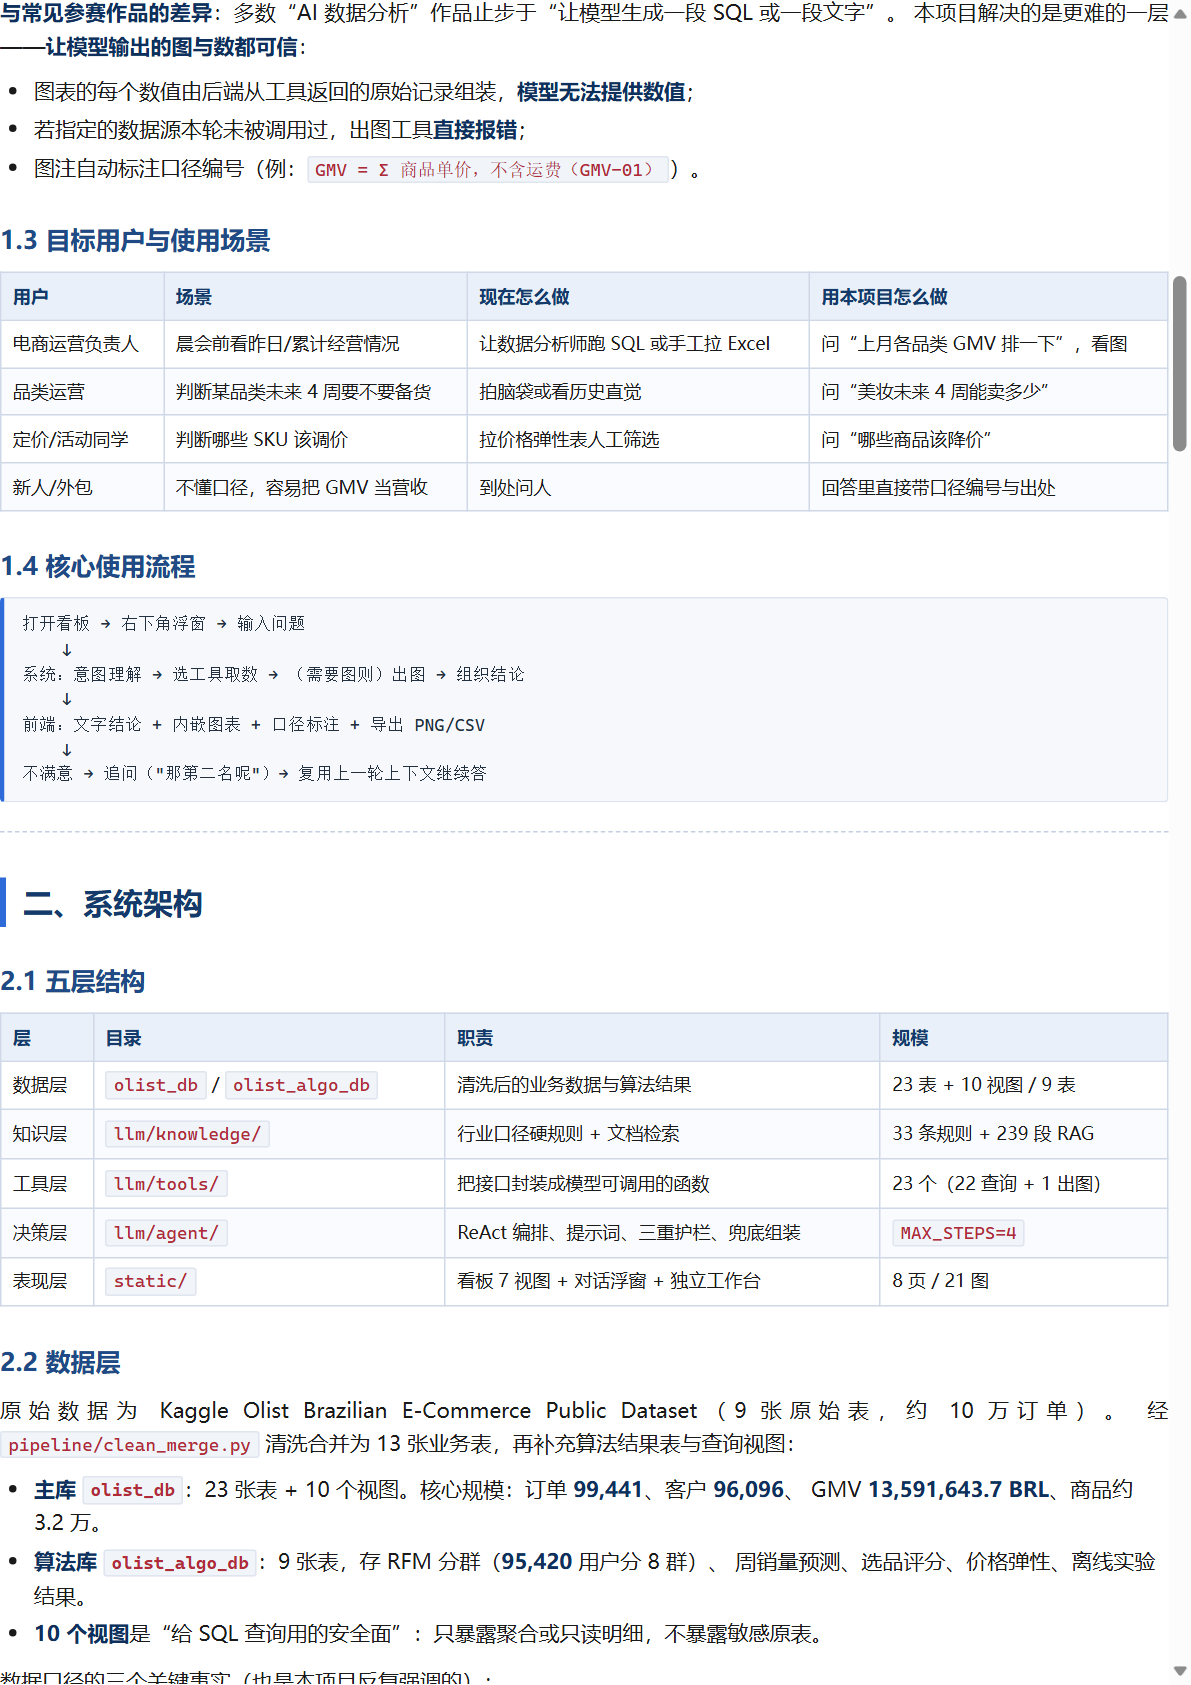 与常见参赛作品的差异：多数“AI 数据分析”作品止步于“让模型生成一段 SQL 或一段文字”。 本项目解决的是更难的一层
——让模型输出的图与数都可信：
• 图表的每个数值由后端从工具返回的原始记录组装，模型无法提供数值；
• 若指定的数据源本轮未被调用过，出图工具直接报错；
• 图注自动标注口径编号（例： GMV = Σ 商品单价，不含运费（GMV-01） ）。
1.3 目标用户与使用场景
用户 场景 现在怎么做 用本项目怎么做
电商运营负责人 晨会前看昨日/累计经营情况 让数据分析师跑 SQL 或手工拉 Excel 问“上月各品类 GMV 排一下”，看图
品类运营 判断某品类未来 4 周要不要备货 拍脑袋或看历史直觉 问“美妆未来 4 周能卖多少”
定价/活动同学 判断哪些 SKU 该调价 拉价格弹性表人工筛选 问“哪些商品该降价”
新人/外包 不懂口径，容易把 GMV 当营收 到处问人 回答里直接带口径编号与出处
1.4 核心使用流程
打开看板 → 右下角浮窗 → 输入问题
↓
系统：意图理解 → 选工具取数 → （需要图则）出图 → 组织结论
↓
前端：文字结论 + 内嵌图表 + 口径标注 + 导出 PNG/CSV
↓
不满意 → 追问（"那第二名呢"）→ 复用上一轮上下文继续答
二、系统架构
2.1 五层结构
层 目录 职责 规模
数据层 olist_db / olist_algo_db 清洗后的业务数据与算法结果 23 表 + 10 视图 / 9 表
知识层 llm/knowledge/ 行业口径硬规则 + 文档检索 33 条规则 + 239 段 RAG
工具层 llm/tools/ 把接口封装成模型可调用的函数 23 个（22 查询 + 1 出图）
决策层 llm/agent/ ReAct 编排、提示词、三重护栏、兜底组装 MAX_STEPS=4
表现层 static/ 看板 7 视图 + 对话浮窗 + 独立工作台 8 页 / 21 图
2.2 数据层
原始数据为 Kaggle Olist Brazilian E-Commerce Public Dataset（9 张原始表，约 10 万订单）。 经
pipeline/clean_merge.py 清洗合并为 13 张业务表，再补充算法结果表与查询视图：
• 主库 olist_db ：23 张表 + 10 个视图。核心规模：订单 99,441、客户 96,096、 GMV 13,591,643.7 BRL、商品约
3.2 万。
• 算法库 olist_algo_db ：9 张表，存 RFM 分群（95,420 用户分 8 群）、 周销量预测、选品评分、价格弹性、离线实验
结果。
• 10 个视图是“给 SQL 查询用的安全面”：只暴露聚合或只读明细，不暴露敏感原表。
数据口径的三个关键事实（也是本项目反复强调的）：